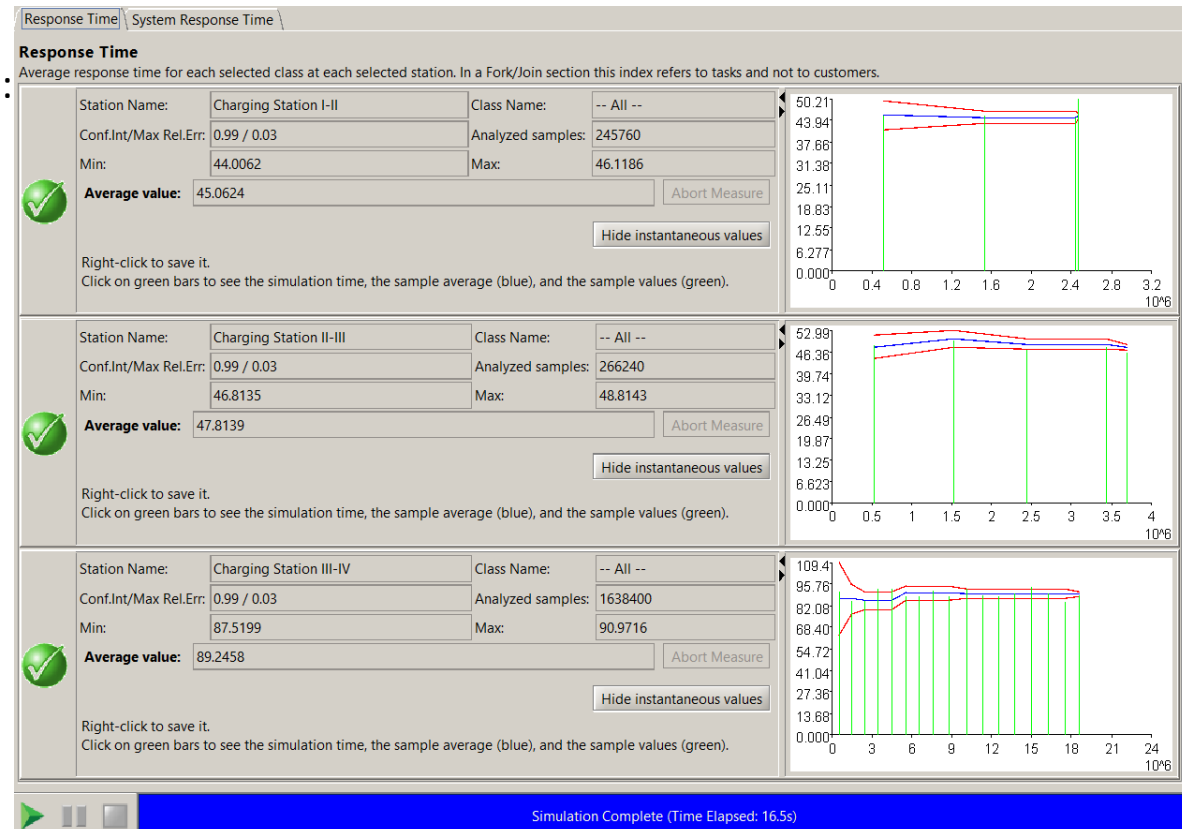 Response Time System Response Time
Response Time
Average response time for each selected class at each selected station. In a Fork/Join section this index refers to tasks and not to customers.
Station Name: Charging Station I-II Class Name: -- All --
Conf.Int/Max Rel.Err: 0.99 / 0.03 Analyzed samples: 245760
Min: 44.0062 Max: 46.1186
Average value: 45.0624 Abort Measure
Hide instantaneous values
Right-click to save it.
Click on green bars to see the simulation time, the sample average (blue), and the sample values (green).
50.21
43.94
37.66
31.38
25.11
18.83
12.55
6.277
0.000
0 0.4 0.8 1.2 1.6 2 2.4 2.8 3.2
10^6
Station Name: Charging Station II-III Class Name: -- All --
Conf.Int/Max Rel.Err: 0.99 / 0.03 Analyzed samples: 266240
Min: 46.8135 Max: 48.8143
Average value: 47.8139 Abort Measure
Hide instantaneous values
Right-click to save it.
Click on green bars to see the simulation time, the sample average (blue), and the sample values (green).
52.99
46.36
39.74
33.12
26.49
19.87
13.25
6.623
0.000
0 0.5 1 1.5 2 2.5 3 3.5 4
10^6
Station Name: Charging Station III-IV Class Name: -- All --
Conf.Int/Max Rel.Err: 0.99 / 0.03 Analyzed samples: 1638400
Min: 87.5199 Max: 90.9716
Average value: 89.2458 Abort Measure
Hide instantaneous values
Right-click to save it.
Click on green bars to see the simulation time, the sample average (blue), and the sample values (green).
109.4
95.76
82.08
68.40
54.72
41.04
27.36
13.68
0.000
0 3 6 9 12 15 18 21 24
10^6
Simulation Complete (Time Elapsed: 16.5s)